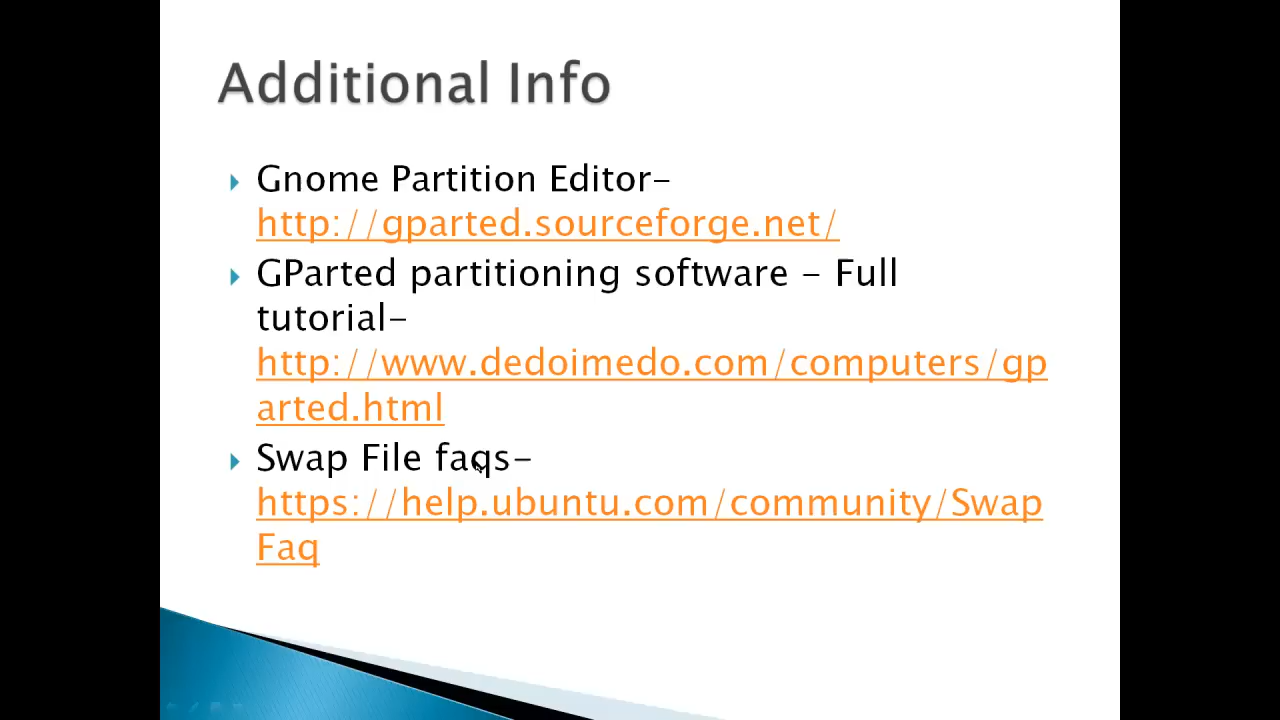 Additional Info
Gnome Partition Editor-
http://gparted.sourceforge.net/
GParted partitioning software - Full
tutorial-
http://www.dedoimedo.com/computers/gp
arted.html
Swap File faqs-
https://help.ubuntu.com/community/Swap
Faq